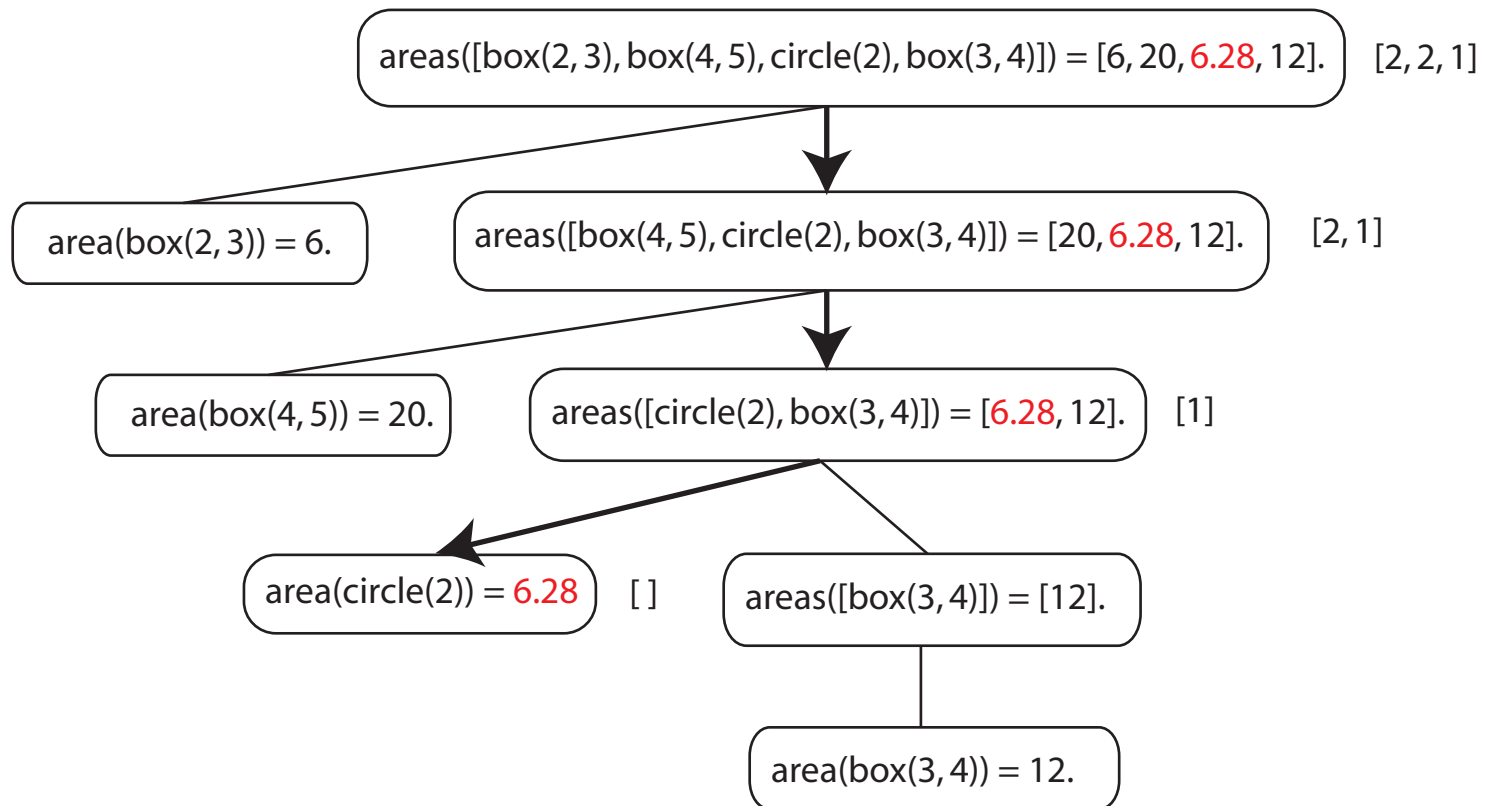 areas([box(2, 3), box(4, 5), circle(2), box(3, 4)]) = [6, 20, 6.28, 12]. [2, 2, 1]
area(box(2, 3)) = 6. areas([box(4, 5), circle(2), box(3, 4)]) = [20, 6.28, 12]. [2, 1]
area(box(4, 5)) = 20. areas([circle(2), box(3, 4)]) = [6.28, 12]. [1]
area(circle(2)) = 6.28 [ ] areas([box(3, 4)]) = [12].
area(box(3, 4)) = 12.